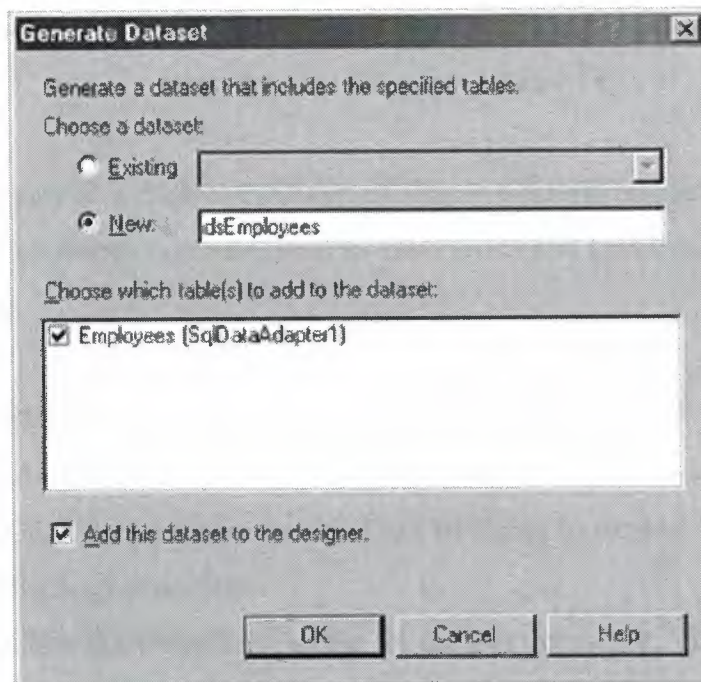 Generate Dataset
Generate a dataset that includes the specified tables.
Choose a dataset:
Existing
New:
dsEmployees
Choose which table(s) to add to the dataset:
Employees (SqlDataAdapter1)
Add this dataset to the designer.
OK Cancel Help